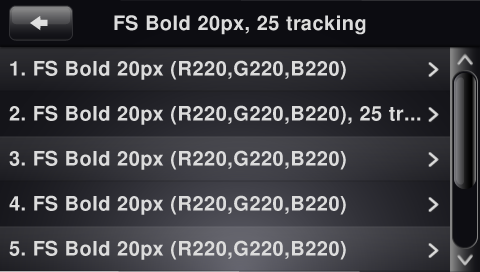 FS Bold 20px, 25 tracking
1. FS Bold 20px (R220,G220,B220)
2. FS Bold 20px (R220,G220,B220), 25 tr...
3. FS Bold 20px (R220,G220,B220)
4. FS Bold 20px (R220,G220,B220)
5. FS Bold 20px (R220,G220,B220)